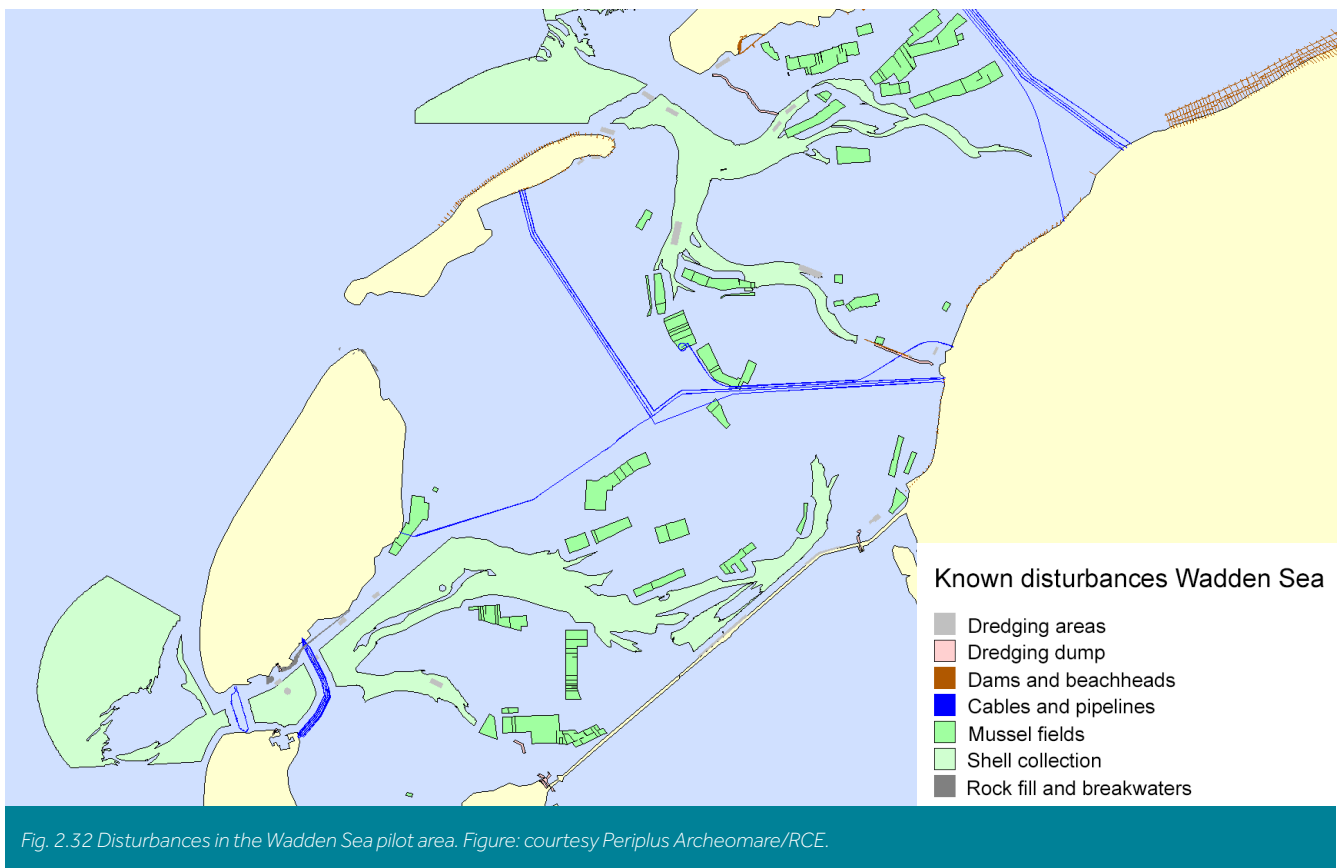 Known disturbances Wadden Sea
Dredging areas
Dredging dump
Dams and beachheads
Cables and pipelines
Mussel fields
Shell collection
Rock fill and breakwaters
Fig. 2.32 Disturbances in the Wadden Sea pilot area. Figure: courtesy Periplus Archeomare/RCE.